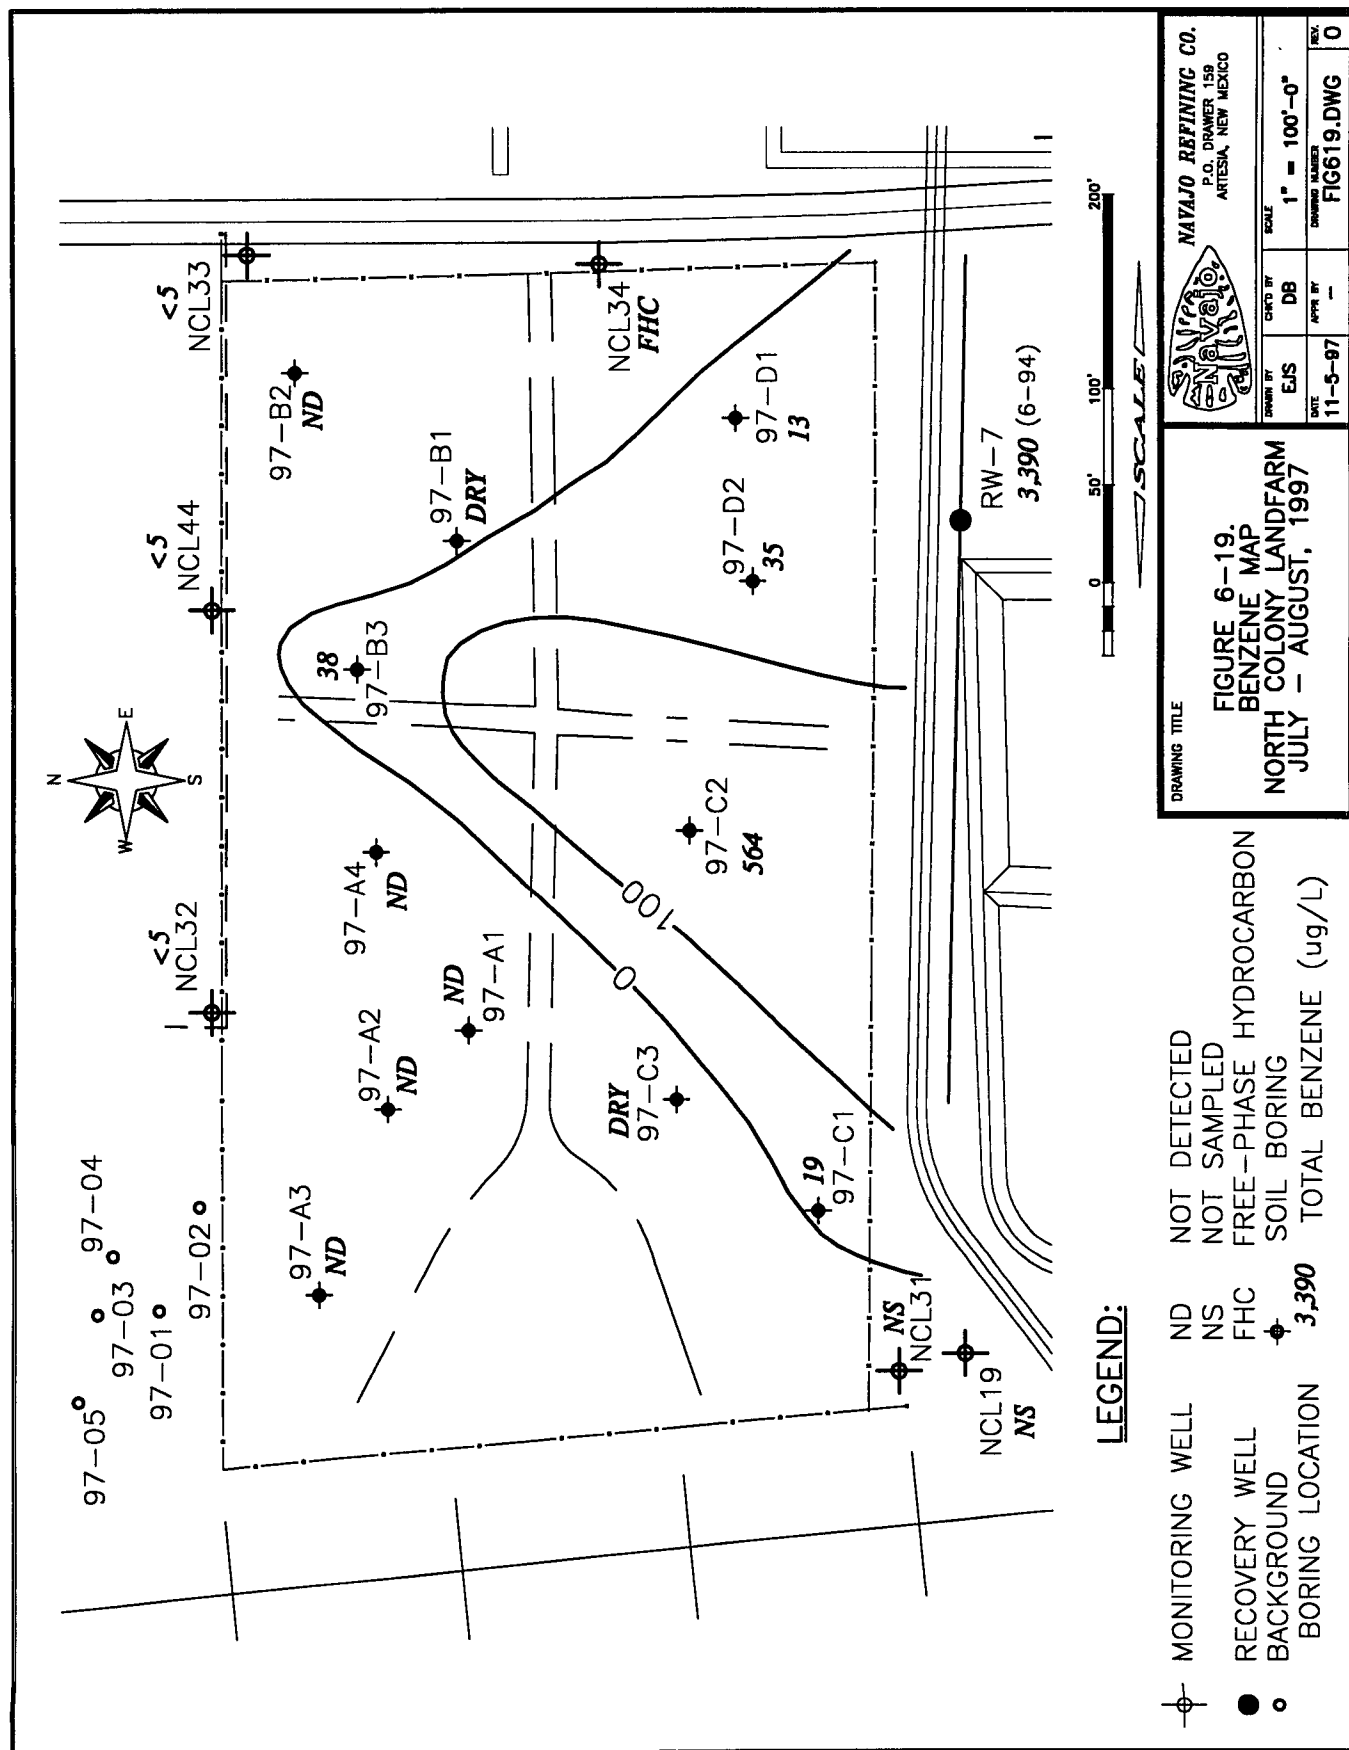 97-05
97-03
97-04
97-01
97-02
N
E
S
W
<5
NCL32
<5
NCL44
<5
NCL33
97-A3
ND
97-A2
ND
97-A4
ND
ND
97-A1
38
97-B3
97-B2
ND
97-B1
DRY
NCL34
FHC
DRY
97-C3
19
97-C1
97-C2
564
97-D2
35
97-D1
13
0
100
NS
NCL31
NCL19
NS
RW-7
3,390 (6-94)
0
50'
100'
200'
SCALE
LEGEND:
MONITORING WELL
RECOVERY WELL
BACKGROUND
BORING LOCATION
ND NOT DETECTED
NS NOT SAMPLED
FHC FREE-PHASE HYDROCARBON
SOIL BORING
3,390 TOTAL BENZENE (ug/L)
DRAWING TITLE
FIGURE 6-19.
BENZENE MAP
NORTH COLONY LANDFARM
JULY - AUGUST, 1997
Navajo
NAVAJO REFINING CO.
P.O. DRAWER 159
ARTESIA, NEW MEXICO
DRAWN BY
EJS
CHK'D BY
DB
SCALE
1" = 100'-0"
DATE
11-5-97
APPR BY
--
DRAWING NUMBER
FIG619.DWG
REV.
0